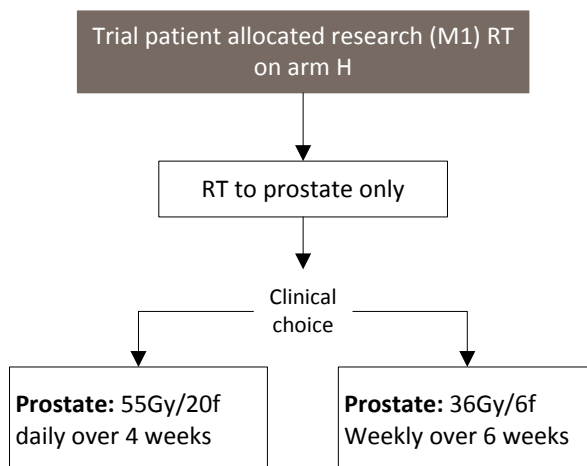 Trial patient allocated research (M1) RT
on arm H
RT to prostate only
Clinical
choice
Prostate: 55Gy/20f
daily over 4 weeks
Prostate: 36Gy/6f
Weekly over 6 weeks